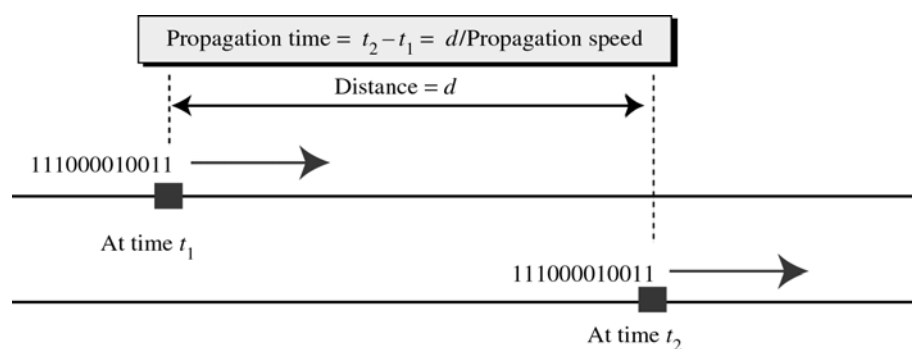 Propagation time = t₂ – t₁ = d/Propagation speed
Distance = d
111000010011
At time t₁
111000010011
At time t₂